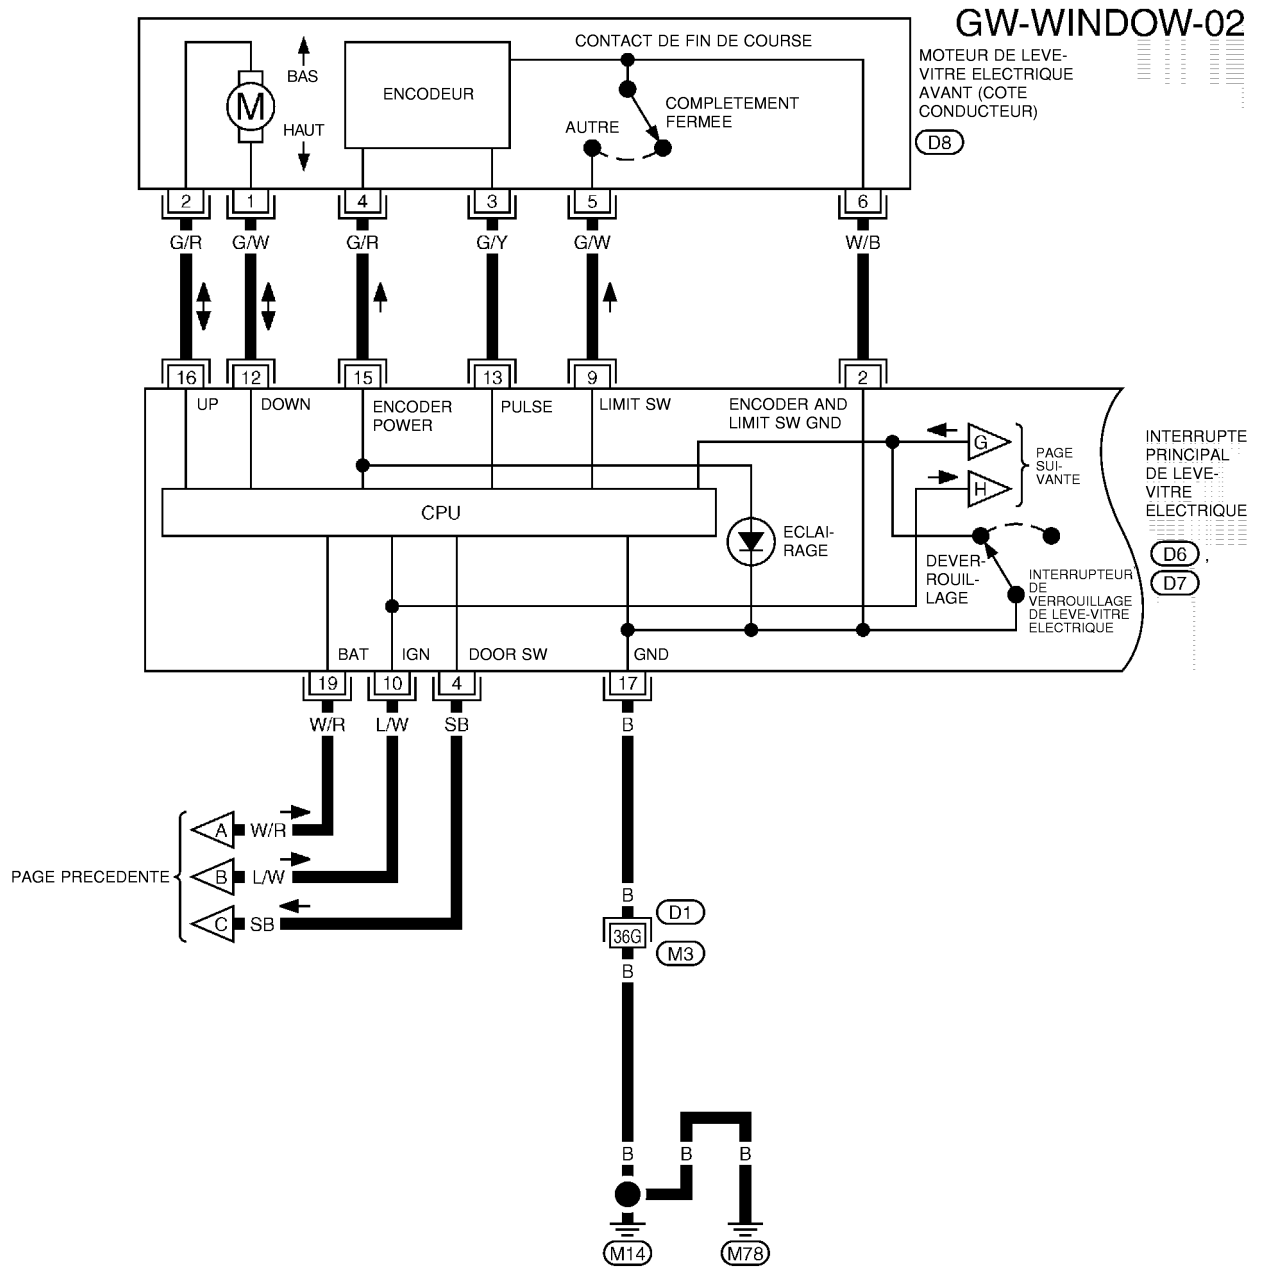 GW-WINDOW-02
CONTACT DE FIN DE COURSE
MOTEUR DE LEVE-
VITRE ELECTRIQUE
AVANT (COTE
CONDUCTEUR)
D8
BAS
M
HAUT
ENCODEUR
COMPLETEMENT
FERMEE
AUTRE
2 1 4 3 5 6
G/R G/W G/R G/Y G/W W/B
16 12 15 13 9 2
UP
DOWN
ENCODER
POWER
PULSE
LIMIT SW
ENCODER AND
LIMIT SW GND
G
H
PAGE
SUI-
VANTE
INTERRUPTE
PRINCIPAL
DE LEVE-
VITRE
ELECTRIQUE
D6 ,
D7
CPU
ECLAI-
RAGE
DEVER-
ROUIL-
LAGE
INTERRUPTEUR
DE
VERROUILLAGE
DE LEVE-VITRE
ELECTRIQUE
BAT IGN DOOR SW GND
19 10 4 17
W/R L/W SB B
PAGE PRECEDENTE
A W/R
B L/W
C SB
B
36G
D1
M3
B
B B B
M14 M78